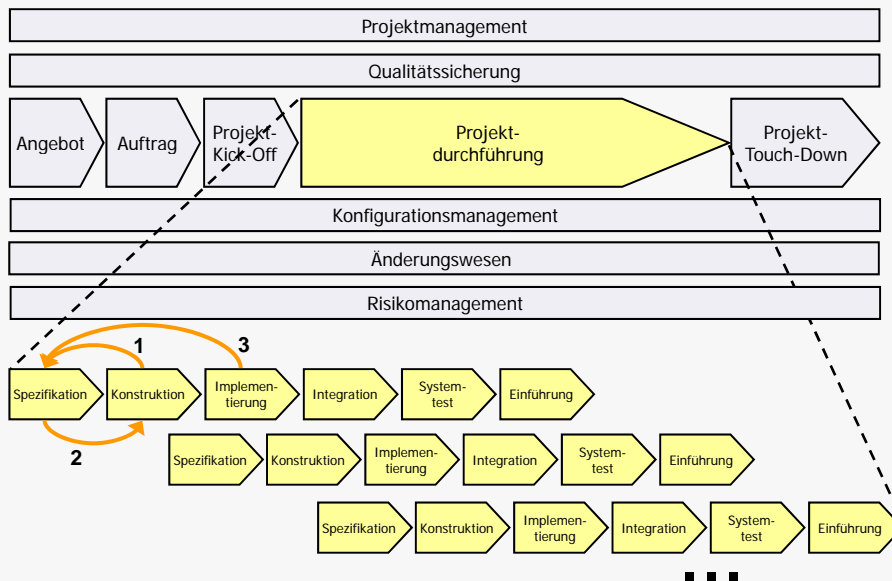 Projektmanagement
Qualitätssicherung
Angebot
Auftrag
Projekt-
Kick-Off
Projekt-
durchführung
Projekt-
Touch-Down
Konfigurationsmanagement
Änderungswesen
Risikomanagement
1
3
Spezifikation
Konstruktion
Implemen-
tierung
Integration
System-
test
Einführung
2
Spezifikation
Konstruktion
Implemen-
tierung
Integration
System-
test
Einführung
Spezifikation
Konstruktion
Implemen-
tierung
Integration
System-
test
Einführung